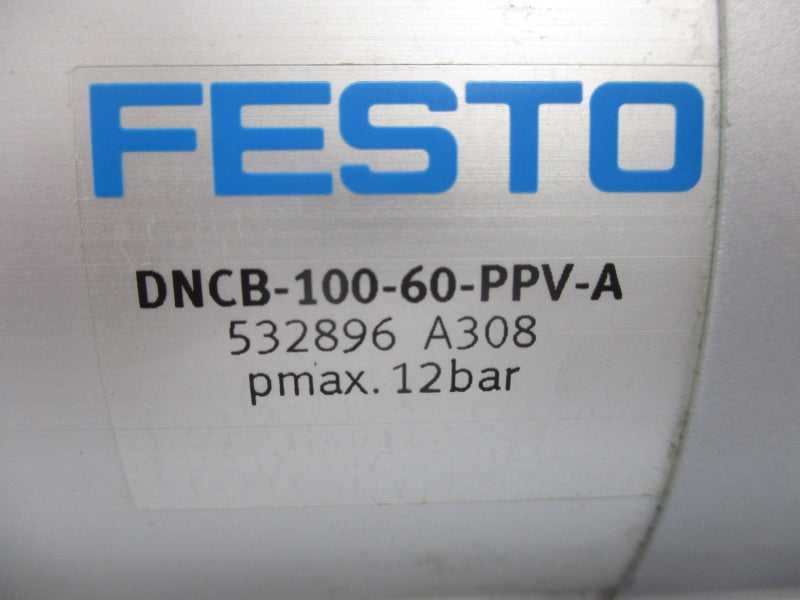 FESTO
DNCB-100-60-PPV-A
532896 A308
pmax. 12bar